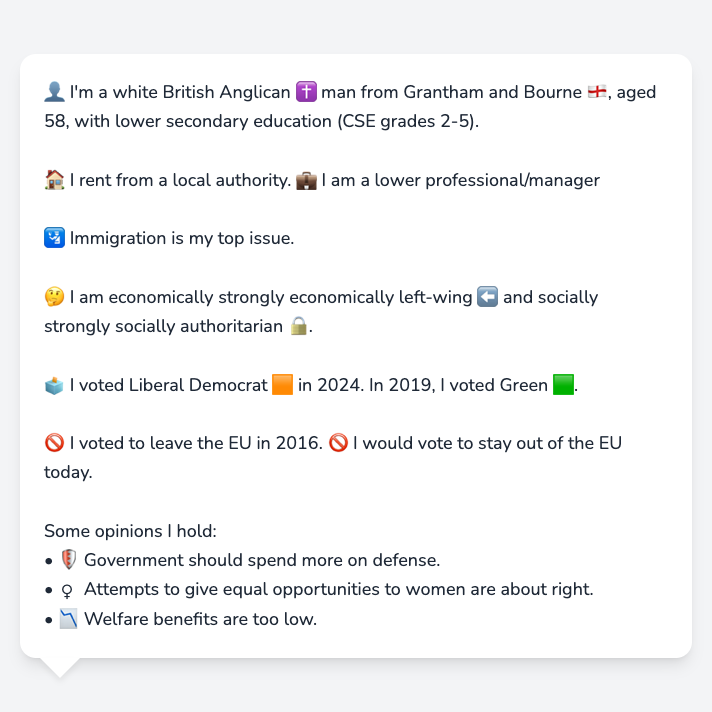 👤 I'm a white British Anglican ✝️ man from Grantham and Bourne 🏴󠁧󠁢󠁥󠁮󠁧󠁿, aged
58, with lower secondary education (CSE grades 2-5).
🏠 I rent from a local authority. 💼 I am a lower professional/manager
🛂 Immigration is my top issue.
🤔 I am economically strongly economically left-wing ⬅️ and socially
strongly socially authoritarian 🔒.
🗳️ I voted Liberal Democrat 🟧 in 2024. In 2019, I voted Green 🟩.
🚫 I voted to leave the EU in 2016. 🚫 I would vote to stay out of the EU
today.
Some opinions I hold:
• 🛡️ Government should spend more on defense.
• ♀ Attempts to give equal opportunities to women are about right.
• 📉 Welfare benefits are too low.